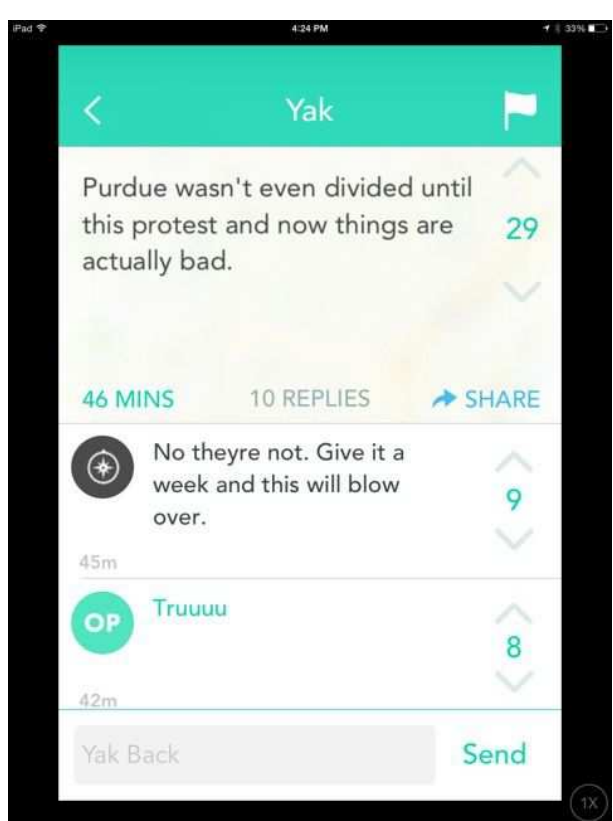 iPad 4:24 PM 33%
Yak
Purdue wasn't even divided until
this protest and now things are
actually bad.
29
46 MINS 10 REPLIES SHARE
No theyre not. Give it a
week and this will blow
over.
9
45m
OP Truuuu
8
42m
Yak Back Send
1X